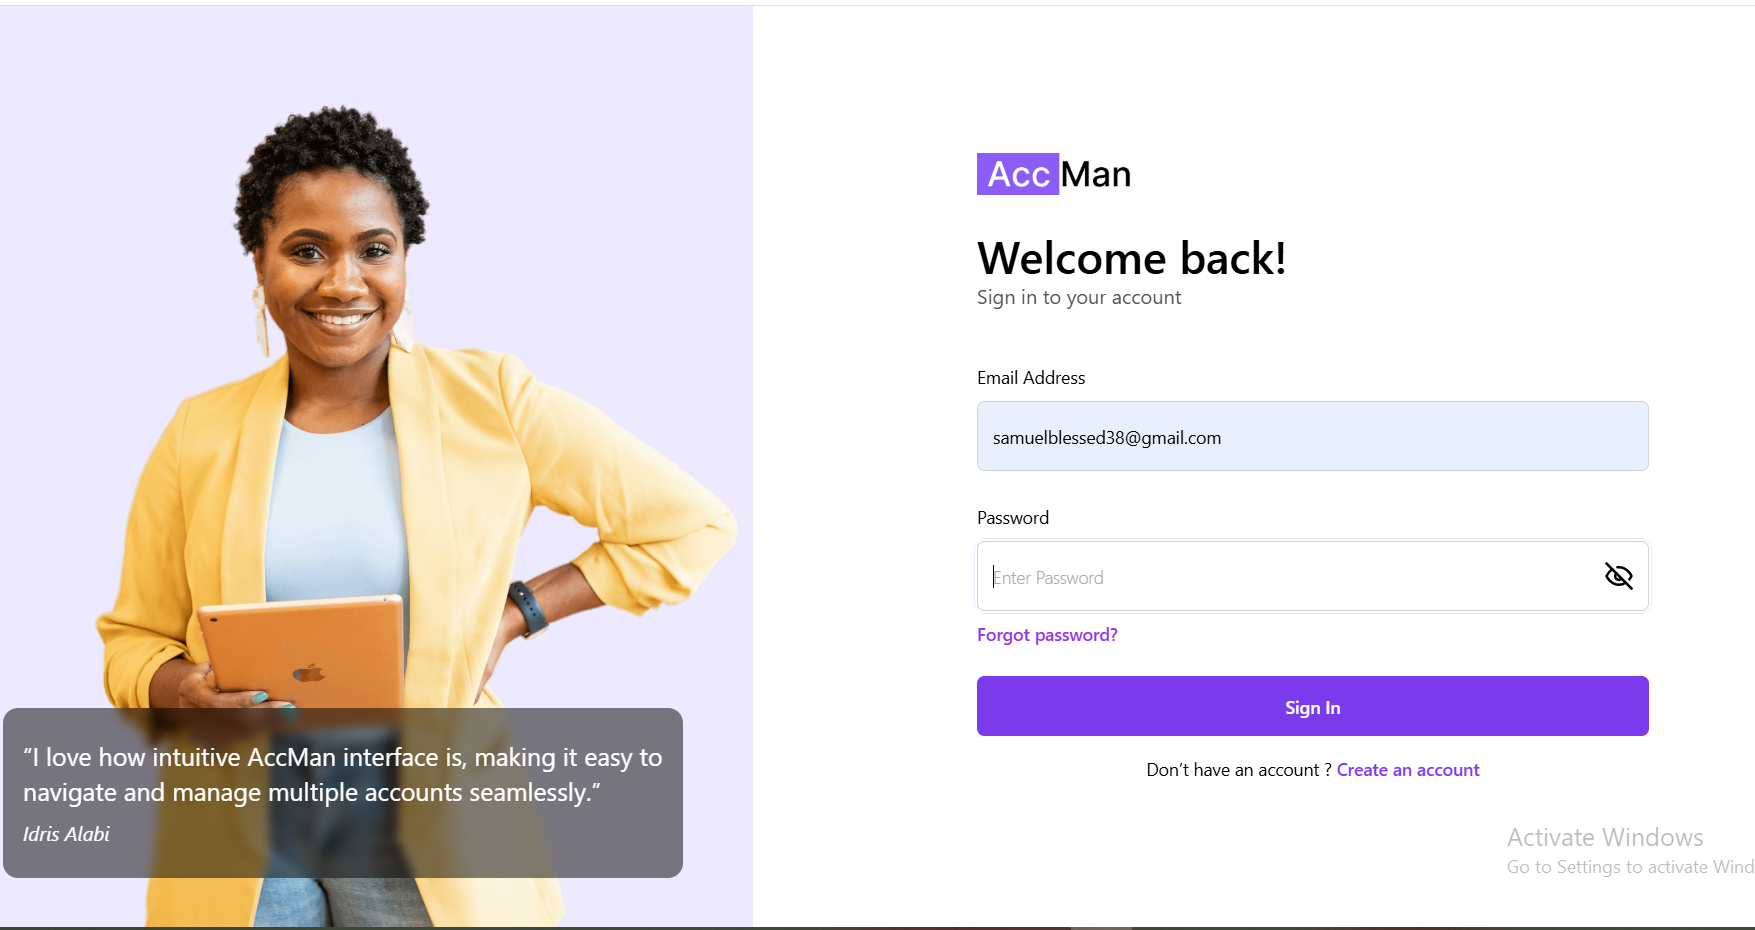 Acc Man
Welcome back!
Sign in to your account
Email Address
samuelblessed38@gmail.com
Password
Enter Password
Forgot password?
Sign In
Don’t have an account ? Create an account
“I love how intuitive AccMan interface is, making it easy to
navigate and manage multiple accounts seamlessly.”
Idris Alabi
Activate Windows
Go to Settings to activate Wind